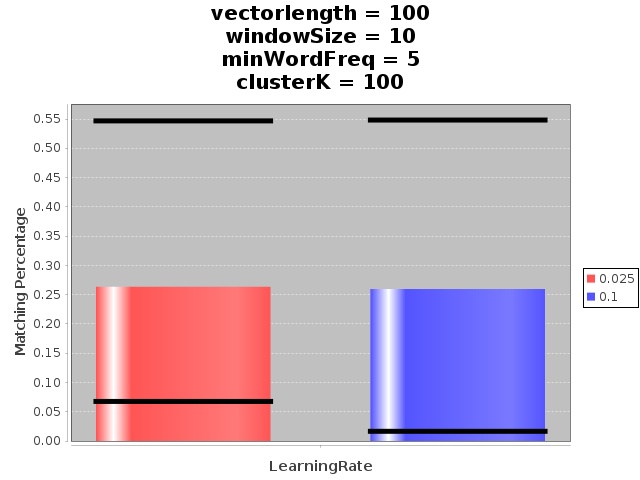 vectorlength = 100
windowSize = 10
minWordFreq = 5
clusterK = 100
Matching Percentage
0.55
0.50
0.45
0.40
0.35
0.30
0.25
0.20
0.15
0.10
0.05
0.00
LearningRate
0.025
0.1